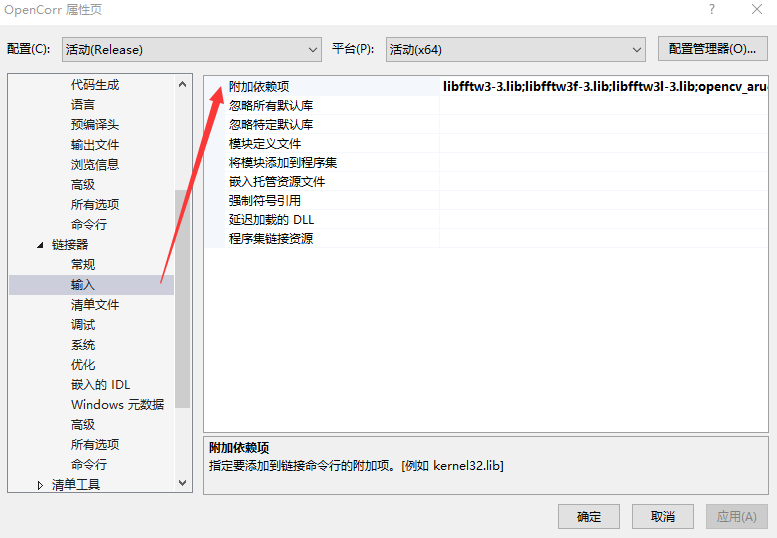 OpenCorr 属性页
配置(C): 活动(Release) 平台(P): 活动(x64) 配置管理器(O)...
代码生成
语言
预编译头
输出文件
浏览信息
高级
所有选项
命令行
链接器
常规
输入
清单文件
调试
系统
优化
嵌入的 IDL
Windows 元数据
高级
所有选项
命令行
清单工具
附加依赖项 libfftw3-3.lib;libfftw3f-3.lib;libfftw3l-3.lib;opencv_aruc
忽略所有默认库
忽略特定默认库
模块定义文件
将模块添加到程序集
嵌入托管资源文件
强制符号引用
延迟加载的 DLL
程序集链接资源
附加依赖项
指定要添加到链接命令行的附加项。[例如 kernel32.lib]
确定 取消 应用(A)